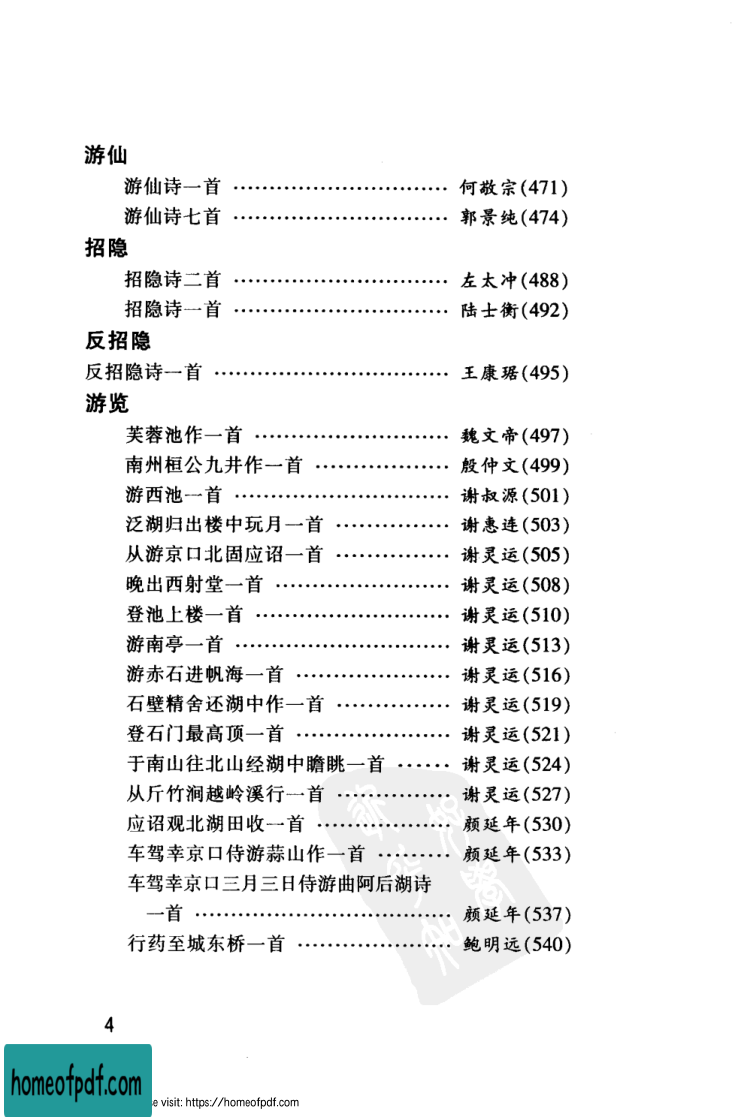 游仙
游仙诗一首 ………………………… 何敬宗(471)
游仙诗七首 ………………………… 郭景纯(474)
招隐
招隐诗二首 ………………………… 左太冲(488)
招隐诗一首 ………………………… 陆士衡(492)
反招隐
反招隐诗一首 ………………………… 王康琚(495)
游览
芙蓉池作一首 ……………………… 魏文帝(497)
南州桓公九井作一首 ……………… 殷仲文(499)
游西池一首 ………………………… 谢叔源(501)
泛湖归出楼中玩月一首 …………… 谢惠连(503)
从游京口北固应诏一首 …………… 谢灵运(505)
晚出西射堂一首 …………………… 谢灵运(508)
登池上楼一首 ……………………… 谢灵运(510)
游南亭一首 ………………………… 谢灵运(513)
游赤石进帆海一首 ………………… 谢灵运(516)
石壁精舍还湖中作一首 …………… 谢灵运(519)
登石门最高顶一首 ………………… 谢灵运(521)
于南山往北山经湖中瞻眺一首 …… 谢灵运(524)
从斤竹涧越岭溪行一首 …………… 谢灵运(527)
应诏观北湖田收一首 ……………… 颜延年(530)
车驾幸京口侍游蒜山作一首 ……… 颜延年(533)
车驾幸京口三月三日侍游曲阿后湖诗
一首 ……………………………… 颜延年(537)
行药至城东桥一首 ………………… 鲍明远(540)
4
homeofpdf.com
e visit: https://homeofpdf.com